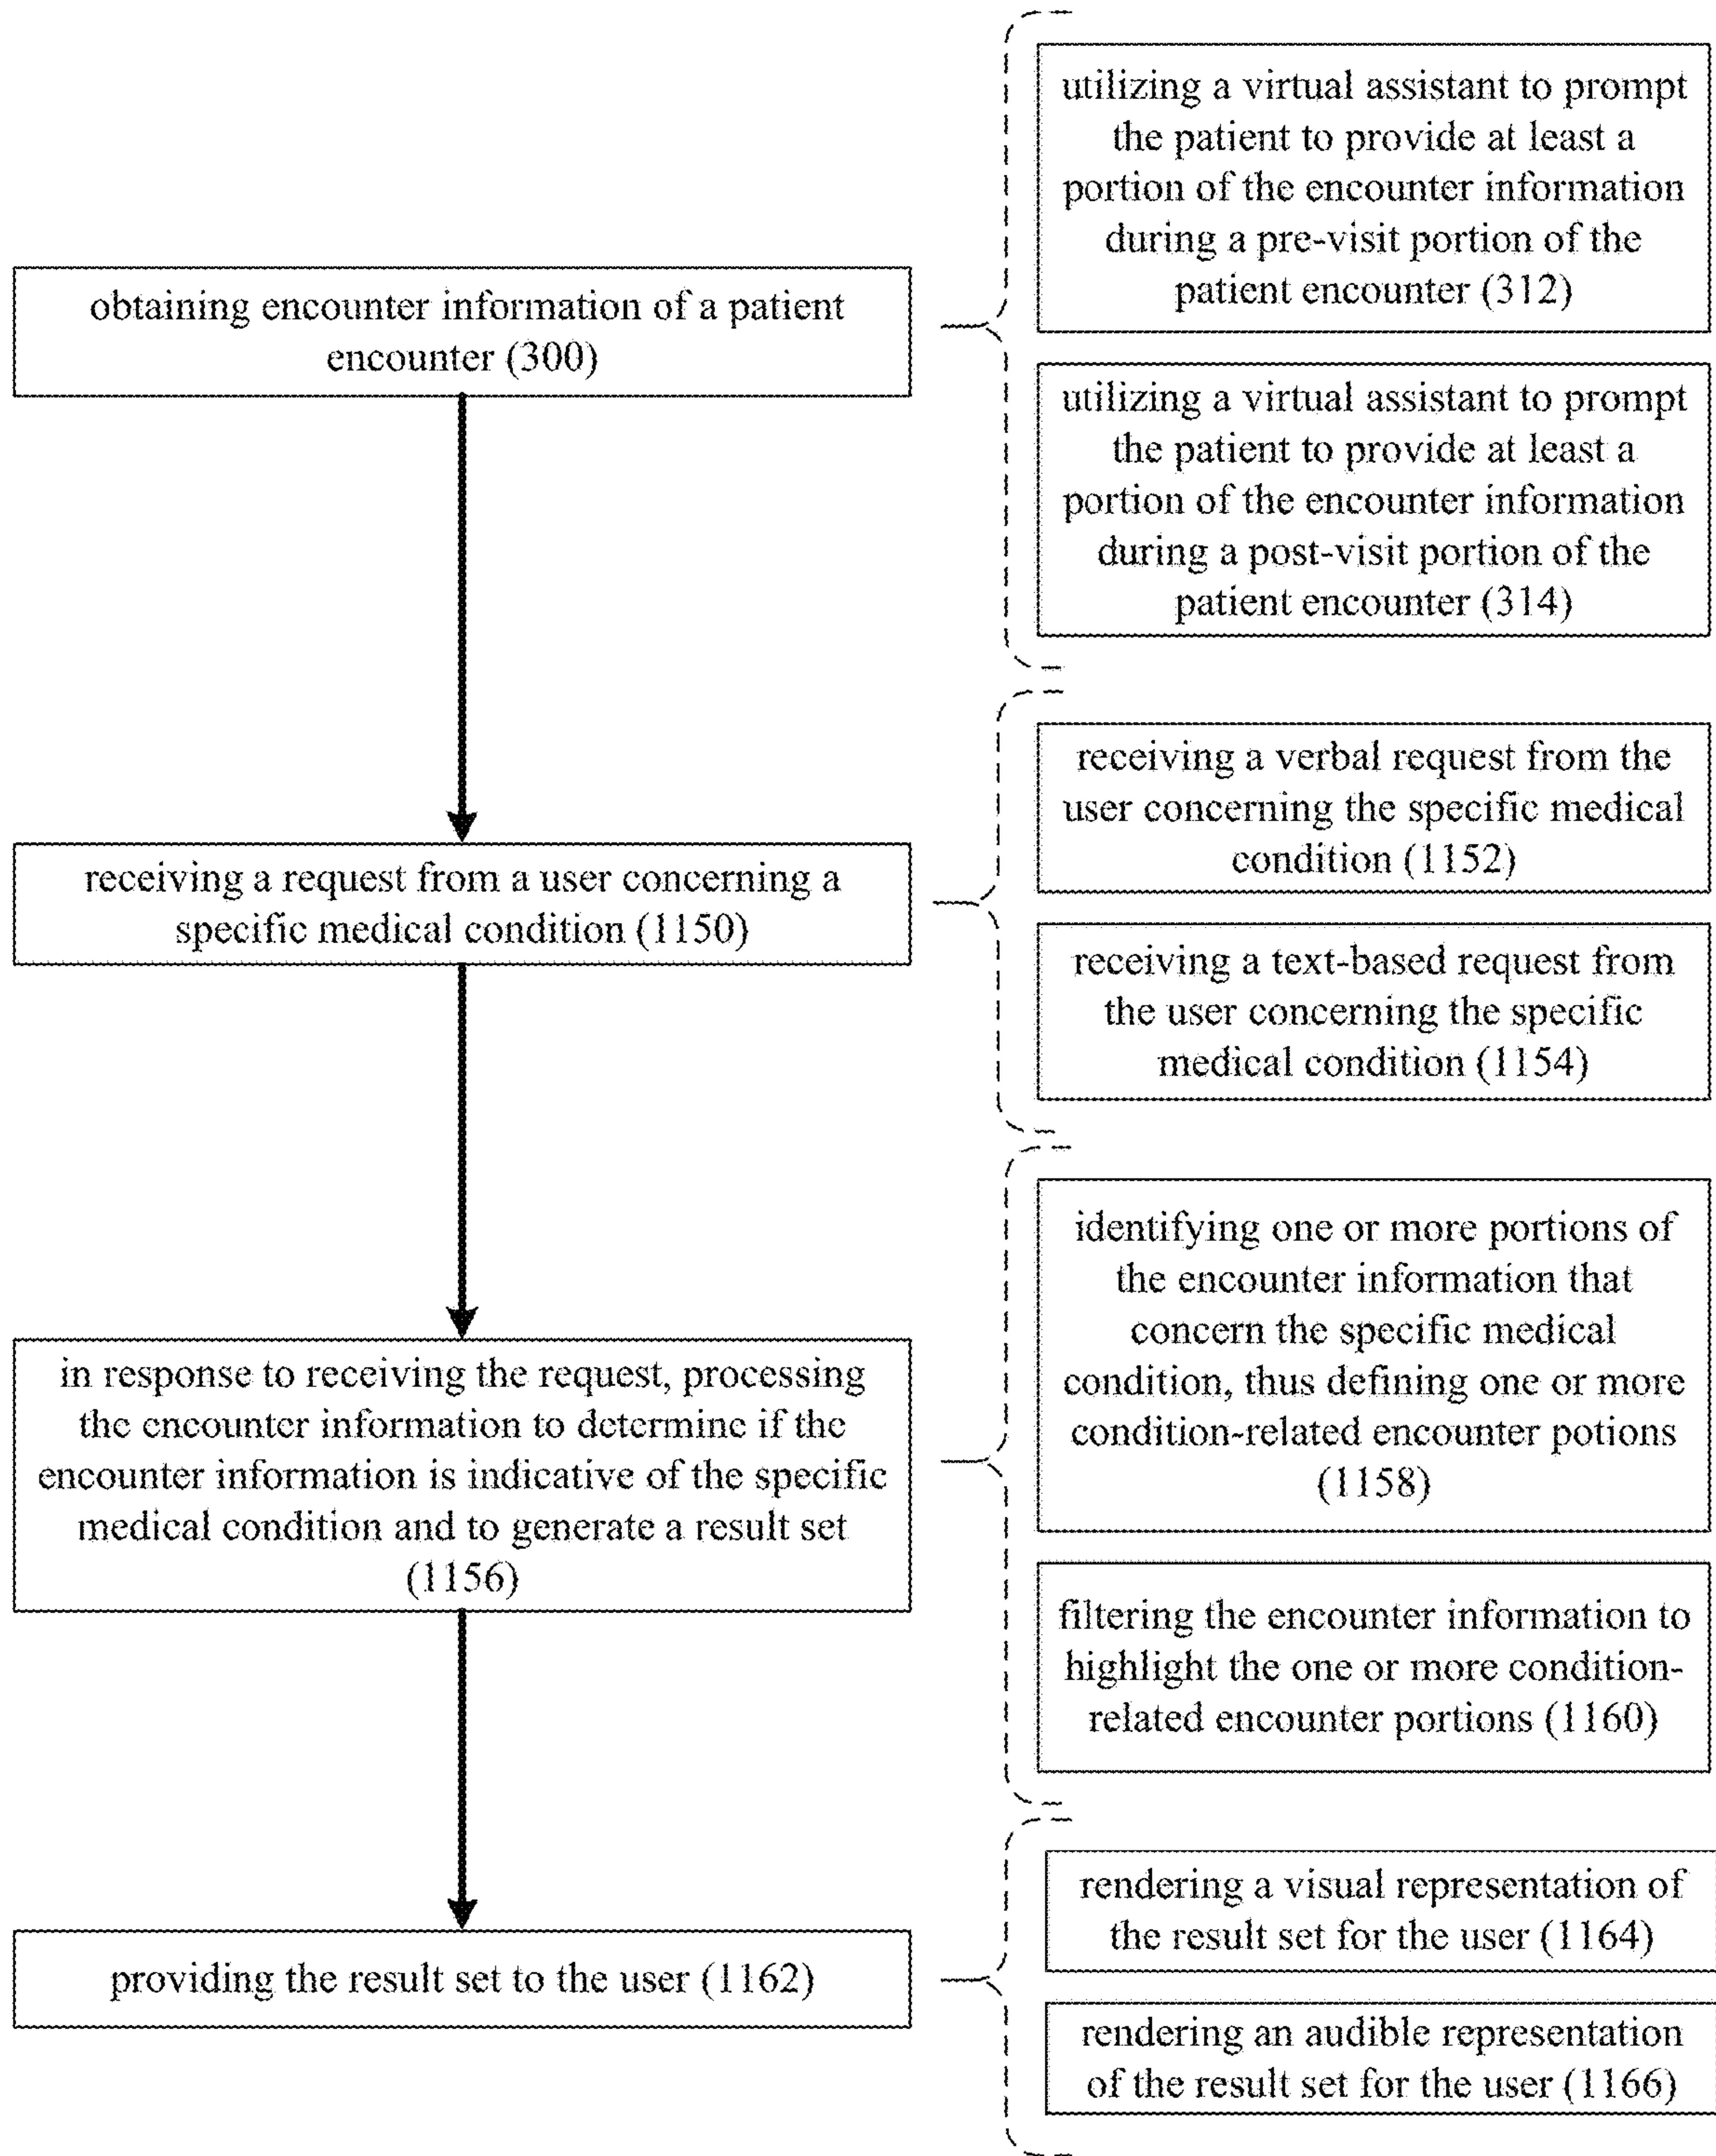 obtaining encounter information of a patient
encounter (300)
utilizing a virtual assistant to prompt
the patient to provide at least a
portion of the encounter information
during a pre-visit portion of the
patient encounter (312)
utilizing a virtual assistant to prompt
the patient to provide at least a
portion of the encounter information
during a post-visit portion of the
patient encounter (314)
receiving a request from a user concerning a
specific medical condition (1150)
receiving a verbal request from the
user concerning the specific medical
condition (1152)
receiving a text-based request from
the user concerning the specific
medical condition (1154)
in response to receiving the request, processing
the encounter information to determine if the
encounter information is indicative of the specific
medical condition and to generate a result set
(1156)
identifying one or more portions of
the encounter information that
concern the specific medical
condition, thus defining one or more
condition-related encounter potions
(1158)
filtering the encounter information to
highlight the one or more condition-
related encounter portions (1160)
providing the result set to the user (1162)
rendering a visual representation of
the result set for the user (1164)
rendering an audible representation
of the result set for the user (1166)